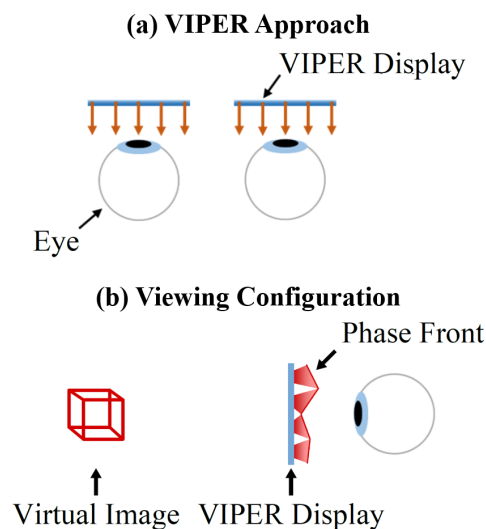 (a) VIPER Approach
VIPER Display
Eye
(b) Viewing Configuration
Phase Front
Virtual Image
VIPER Display